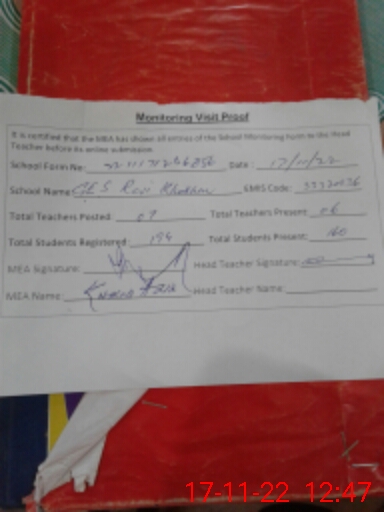 Monitoring Visit Proof
It is certified that the MEA has shown all entries of the School Monitoring Form to the Head
Teacher before its online submission.
School Form No: Date: 17/11/22
School Name: GES EMIS Code:
Total Teachers Posted: 07 Total Teachers Present: 06
Total Students Registered: 194 Total Students Present: 160
MEA Signature: Head Teacher Signature:
MEA Name: Head Teacher Name:
17-11-22 12:47